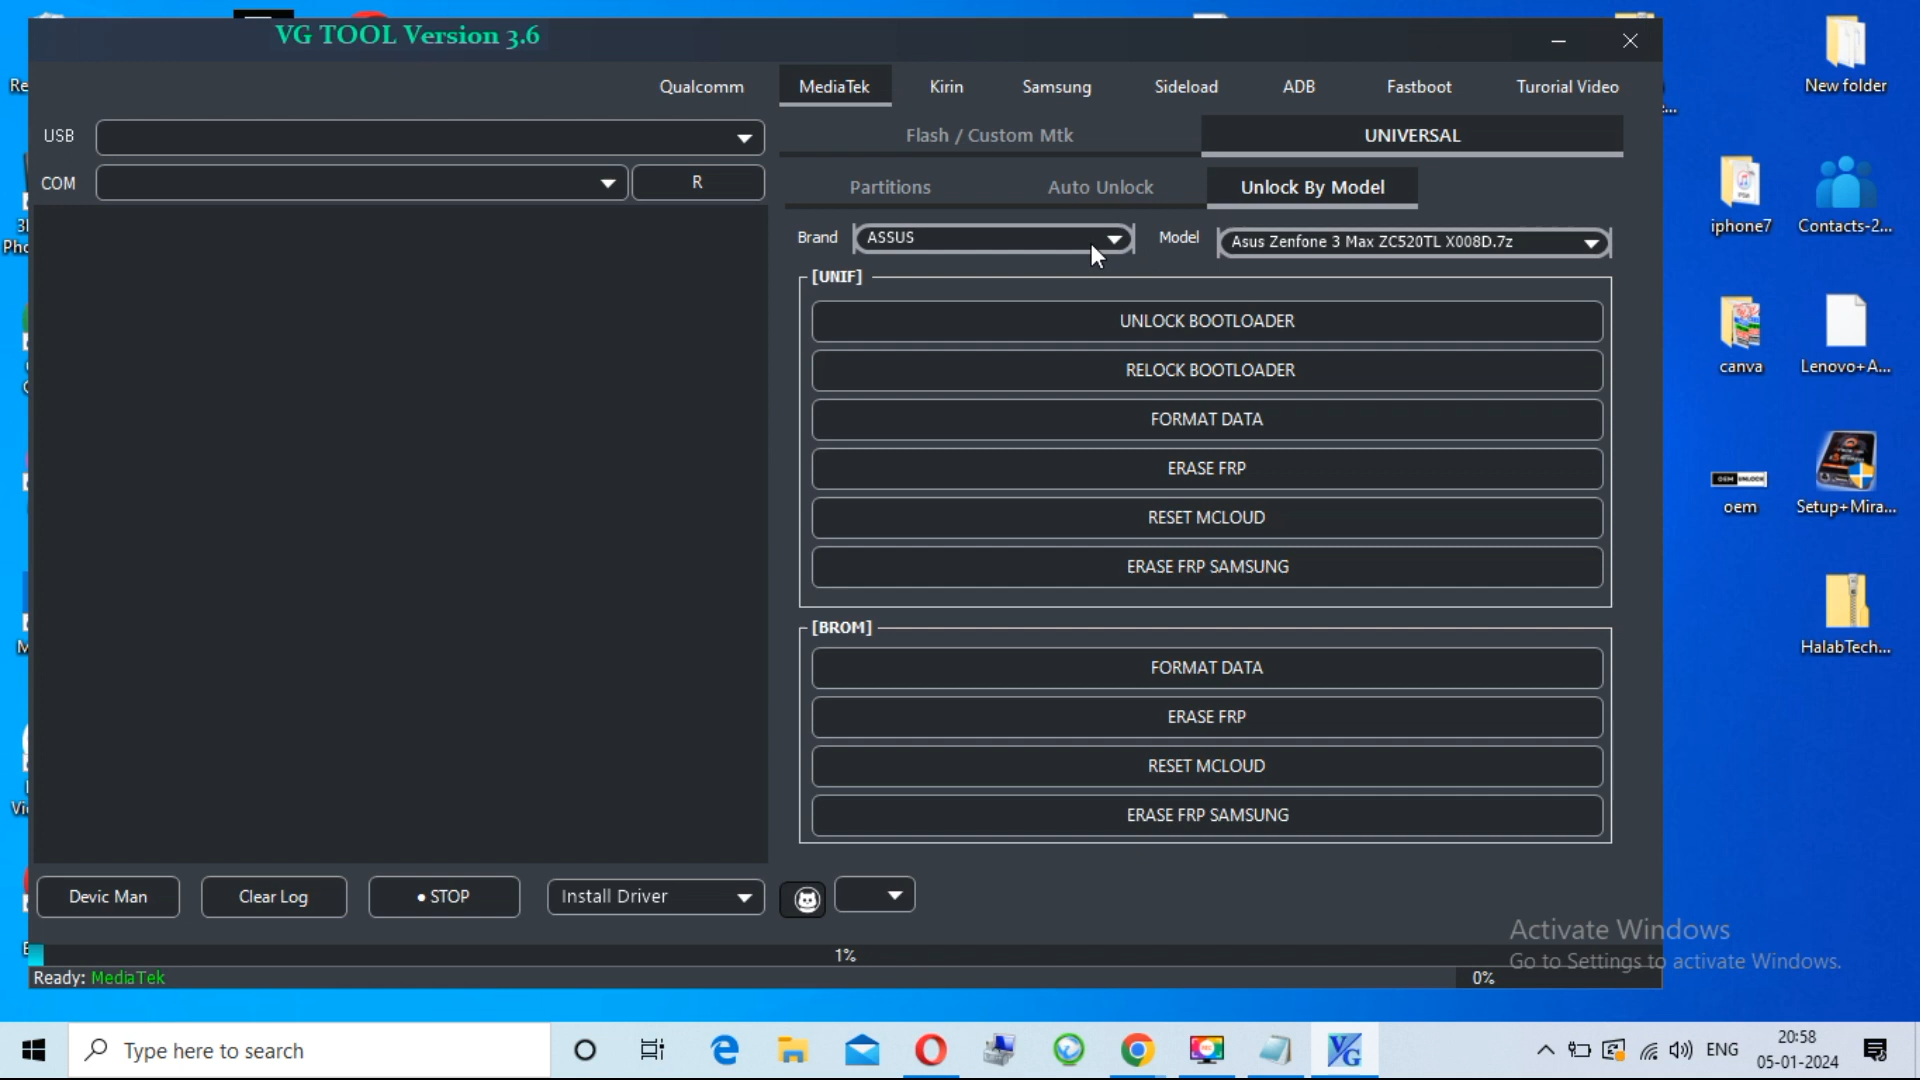 VG TOOL Version 3.6
Qualcomm MediaTek Kirin Samsung Sideload ADB Fastboot Turorial Video
USB
Flash / Custom Mtk UNIVERSAL
COM R
Partitions Auto Unlock Unlock By Model
Brand ASSUS Model Asus Zenfone 3 Max ZC520TL X008D.7z
[UNIF]
UNLOCK BOOTLOADER
RELOCK BOOTLOADER
FORMAT DATA
ERASE FRP
RESET MCLOUD
ERASE FRP SAMSUNG
[BROM]
FORMAT DATA
ERASE FRP
RESET MCLOUD
ERASE FRP SAMSUNG
Devic Man Clear Log • STOP Install Driver
1%
Ready: MediaTek 0%
New folder
iphone7 Contacts-2...
canva Lenovo+A...
OEM UNLOCK
oem Setup+Mira...
HalabTech...
Activate Windows
Go to Settings to activate Windows.
Type here to search
ENG
20:58
05-01-2024